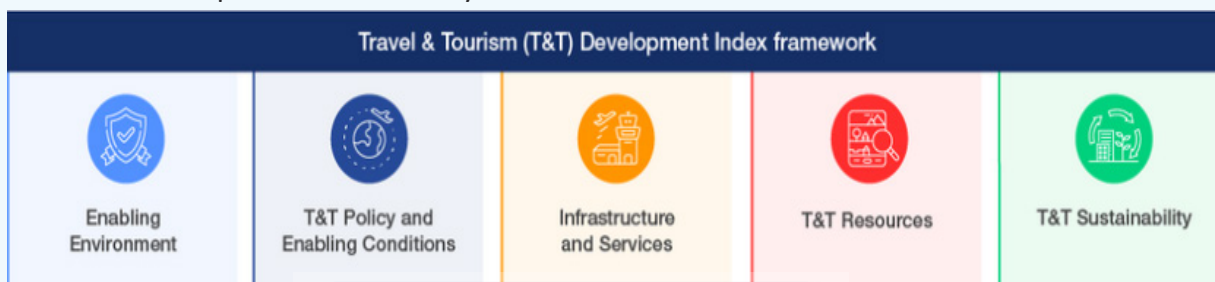 Travel & Tourism (T&T) Development Index framework
Enabling
Environment
T&T Policy and
Enabling Conditions
Infrastructure
and Services
T&T Resources
T&T Sustainability